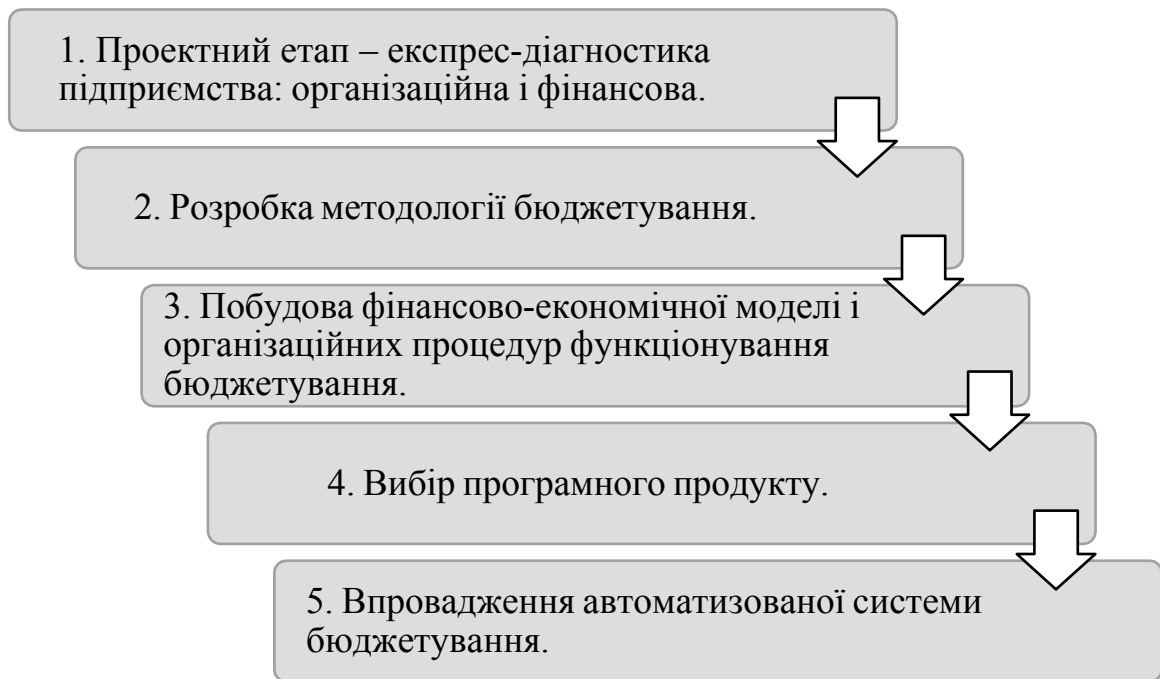 1. Проектний етап – експрес-діагностика
підприємства: організаційна і фінансова.
2. Розробка методології бюджетування.
3. Побудова фінансово-економічної моделі і
організаційних процедур функціонування
бюджетування.
4. Вибір програмного продукту.
5. Впровадження автоматизованої системи
бюджетування.